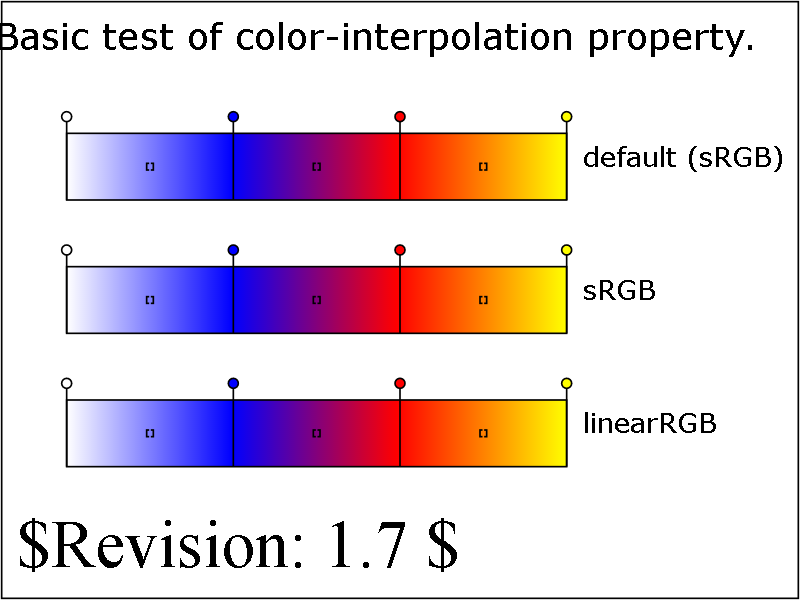 Basic test of color-interpolation property.
default (sRGB)
sRGB
linearRGB
$Revision: 1.7 $